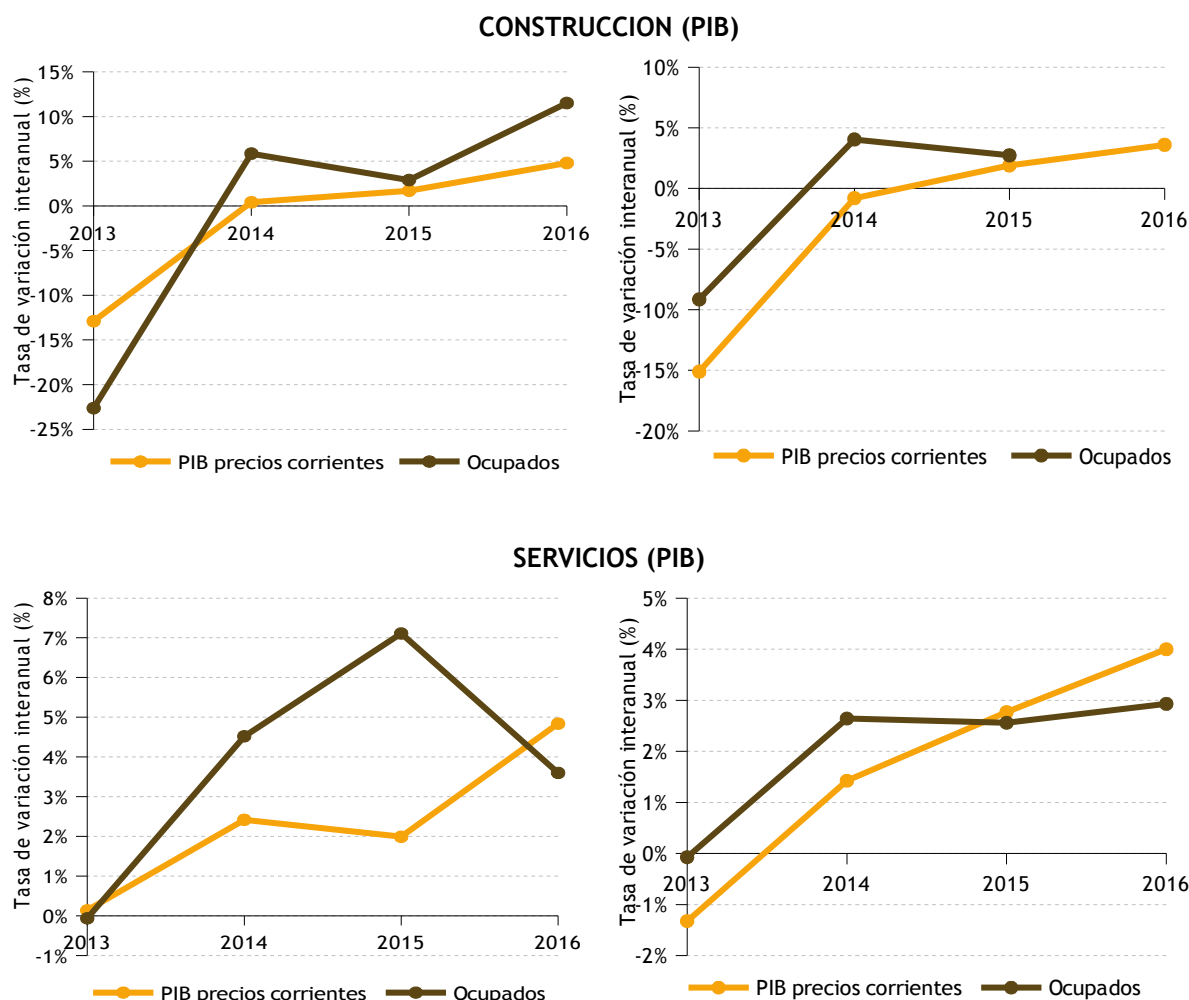 CONSTRUCCION (PIB)
Tasa de variación interanual (%)
15%
10%
5%
0%
-5%
-10%
-15%
-20%
-25%
2013 2014 2015 2016
PIB precios corrientes Ocupados
Tasa de variación interanual (%)
10%
5%
0%
-5%
-10%
-15%
-20%
2013 2014 2015 2016
PIB precios corrientes Ocupados
SERVICIOS (PIB)
Tasa de variación interanual (%)
8%
7%
6%
5%
4%
3%
2%
1%
0%
-1%
2013 2014 2015 2016
PIB precios corrientes Ocupados
Tasa de variación interanual (%)
5%
4%
3%
2%
1%
0%
-1%
-2%
2013 2014 2015 2016
PIB precios corrientes Ocupados